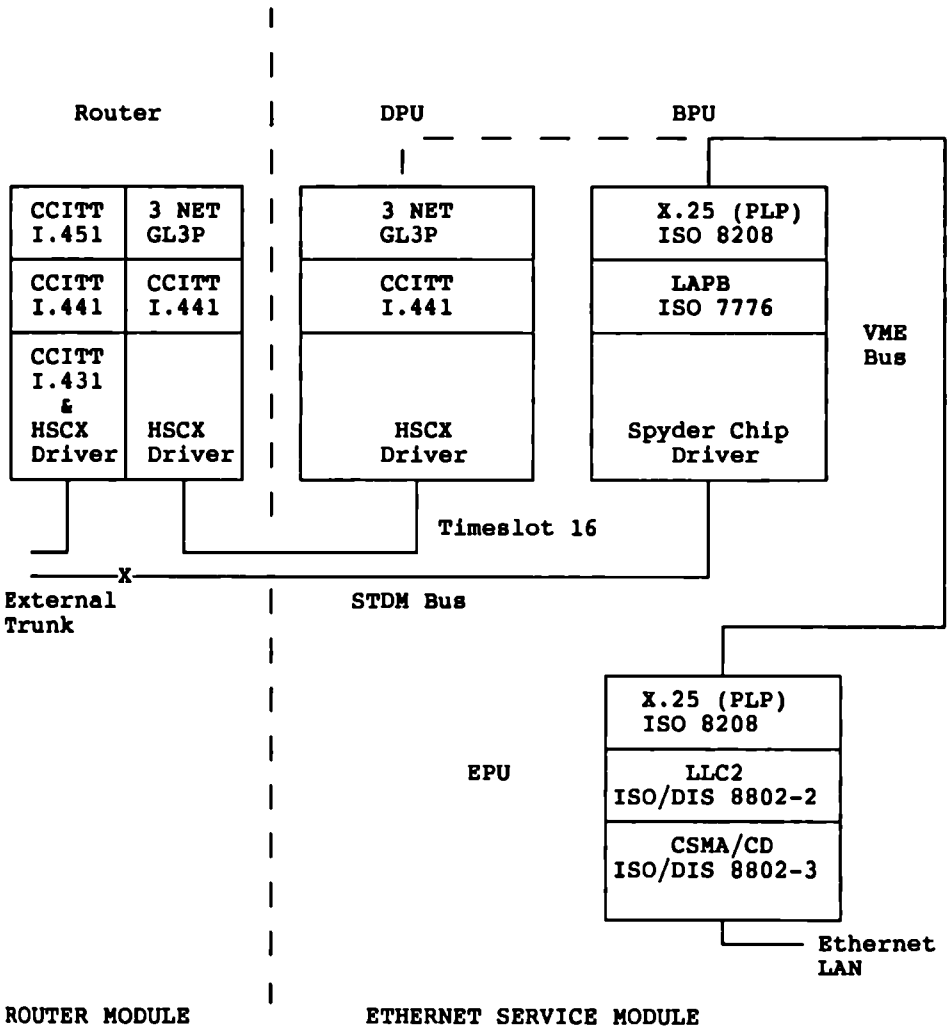 Router
DPU
BPU
CCITT
I.451
3 NET
GL3P
3 NET
GL3P
X.25 (PLP)
ISO 8208
CCITT
I.441
CCITT
I.441
CCITT
I.441
LAPB
ISO 7776
VME
Bus
CCITT
I.431
&
HSCX
Driver
HSCX
Driver
HSCX
Driver
Spyder Chip
Driver
Timeslot 16
X
External
Trunk
STDM Bus
X.25 (PLP)
ISO 8208
EPU
LLC2
ISO/DIS 8802-2
CSMA/CD
ISO/DIS 8802-3
Ethernet
LAN
ROUTER MODULE
ETHERNET SERVICE MODULE